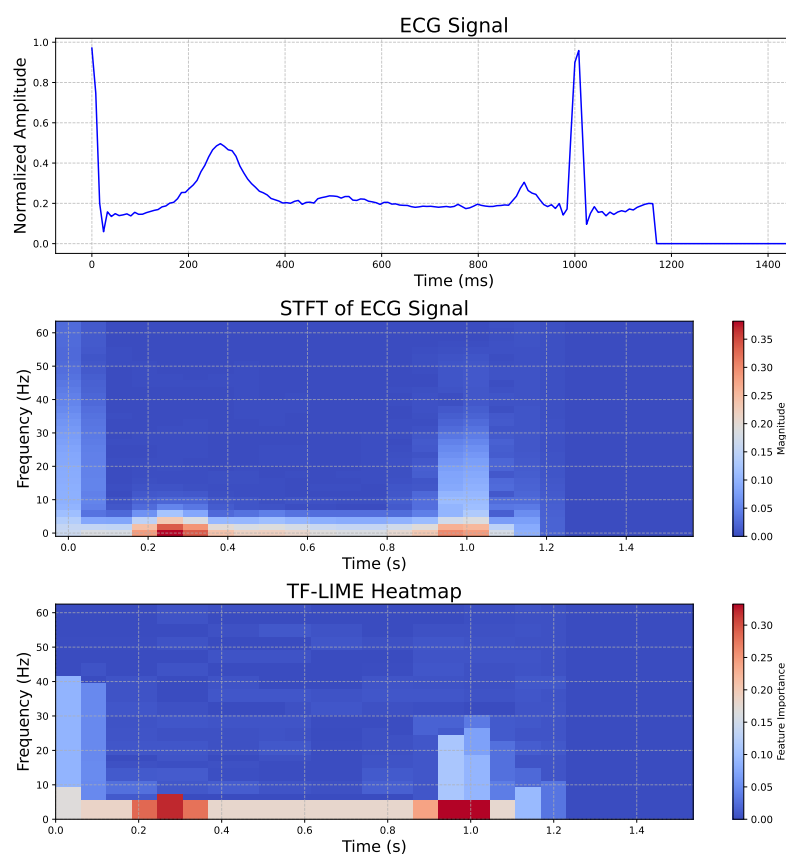 ECG Signal
Normalized Amplitude
1.0
0.8
0.6
0.4
0.2
0.0
0 200 400 600 800 1000 1200 1400
Time (ms)
STFT of ECG Signal
Frequency (Hz)
60
50
40
30
20
10
0
0.0 0.2 0.4 0.6 0.8 1.0 1.2 1.4
Time (s)
0.35
0.30
0.25
0.20
0.15
0.10
0.05
0.00
Magnitude
TF-LIME Heatmap
Frequency (Hz)
60
50
40
30
20
10
0
0.0 0.2 0.4 0.6 0.8 1.0 1.2 1.4
Time (s)
0.30
0.25
0.20
0.15
0.10
0.05
0.00
Feature Importance